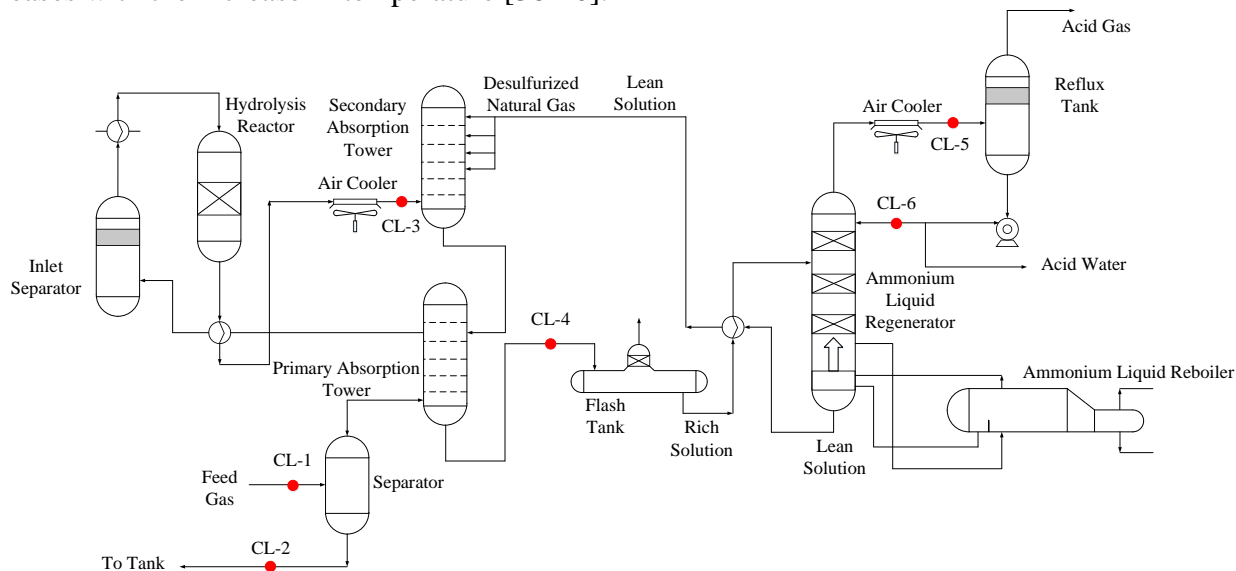 Acid Gas
Reflux
Tank
Air Cooler
CL-5
Desulfurized
Natural Gas
Lean
Solution
Secondary
Absorption
Tower
Hydrolysis
Reactor
Air Cooler
CL-3
CL-6
Acid Water
Inlet
Separator
Ammonium
Liquid
Regenerator
CL-4
Primary Absorption
Tower
Flash
Tank
Rich
Solution
Lean
Solution
Ammonium Liquid Reboiler
Feed
Gas
CL-1
Separator
To Tank
CL-2